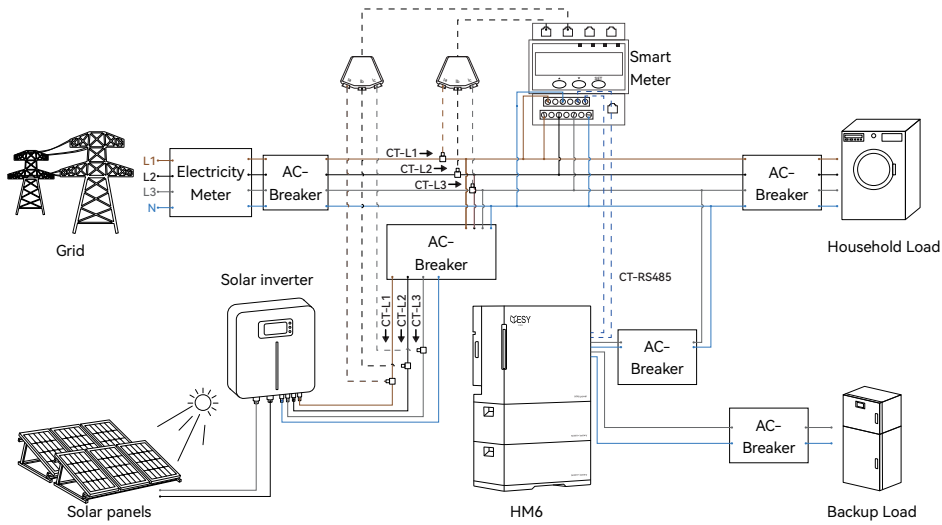 Smart
Meter
L1
L2
L3
N
Electricity
Meter
AC-
Breaker
CT-L1
CT-L2
CT-L3
AC-
Breaker
Grid
Household Load
AC-
Breaker
Solar inverter
CT-L1
CT-L2
CT-L3
CT-RS485
ESY
AC-
Breaker
AC-
Breaker
Solar panels
HM6
Backup Load